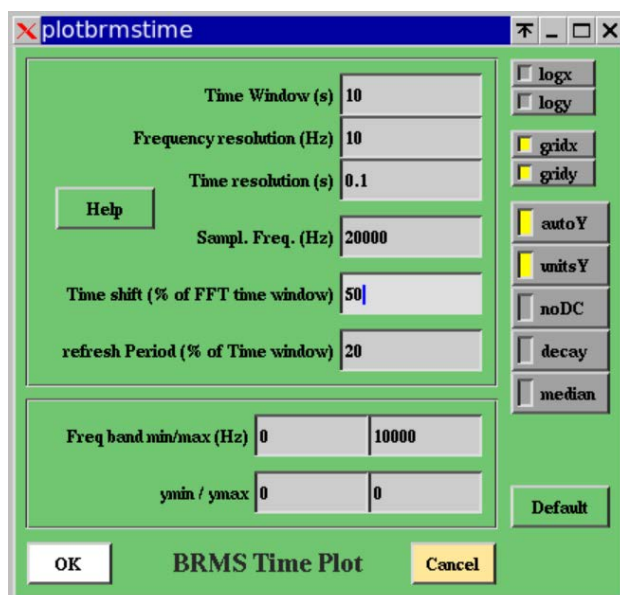 plotbrmstime
Time Window (s) 10
Frequency resolution (Hz) 10
Time resolution (s) 0.1
Help
Sampl. Freq. (Hz) 20000
Time shift (% of FFT time window) 50
refresh Period (% of Time window) 20
logx
logy
gridx
gridy
autoY
unitsY
noDC
decay
median
Freq band min/max (Hz) 0 10000
ymin / ymax 0 0
Default
OK BRMS Time Plot Cancel